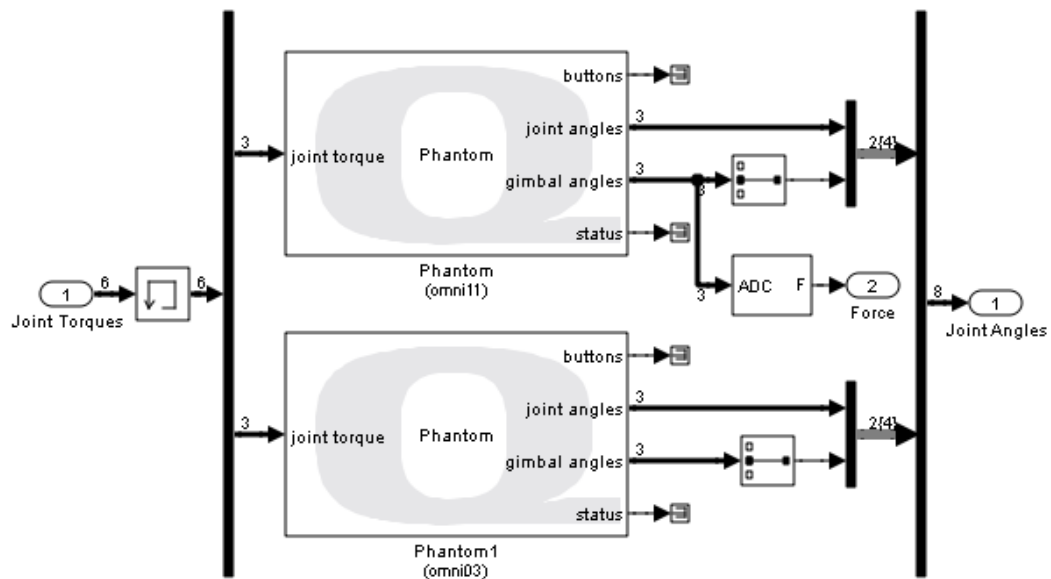 buttons
3
joint angles
2{4}
3
joint torque
Phantom
3
gimbal angles
3
status
Phantom
(omni11)
3
ADC
F
2
Force
1
6
6
Joint Torques
8
1
Joint Angles
buttons
3
joint angles
2{4}
3
joint torque
Phantom
3
gimbal angles
status
Phantom1
(omni03)